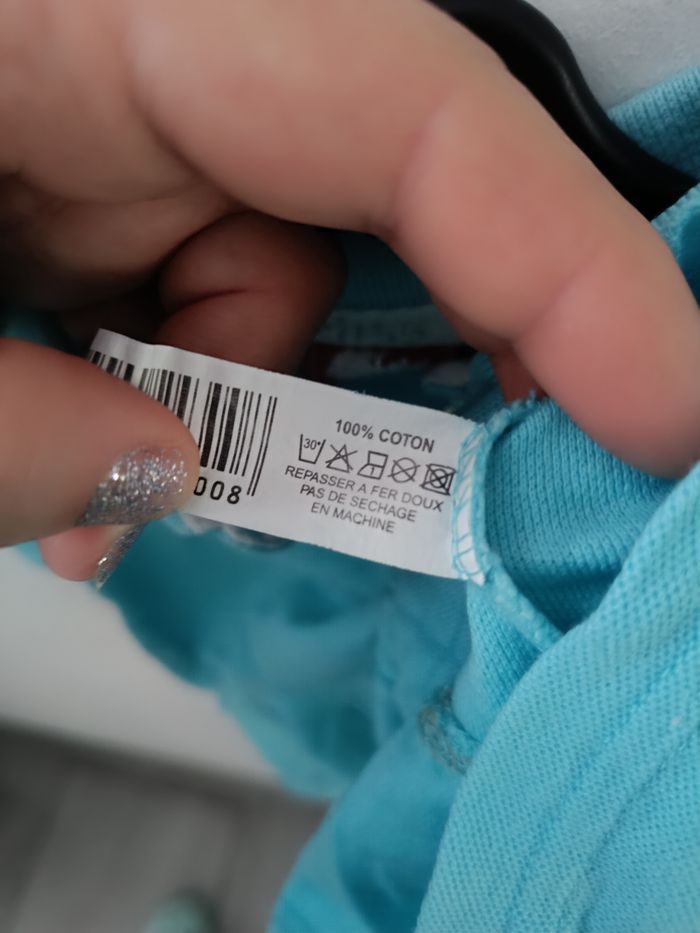 100% COTON
30°
REPASSER A FER DOUX
PAS DE SECHAGE
EN MACHINE
008